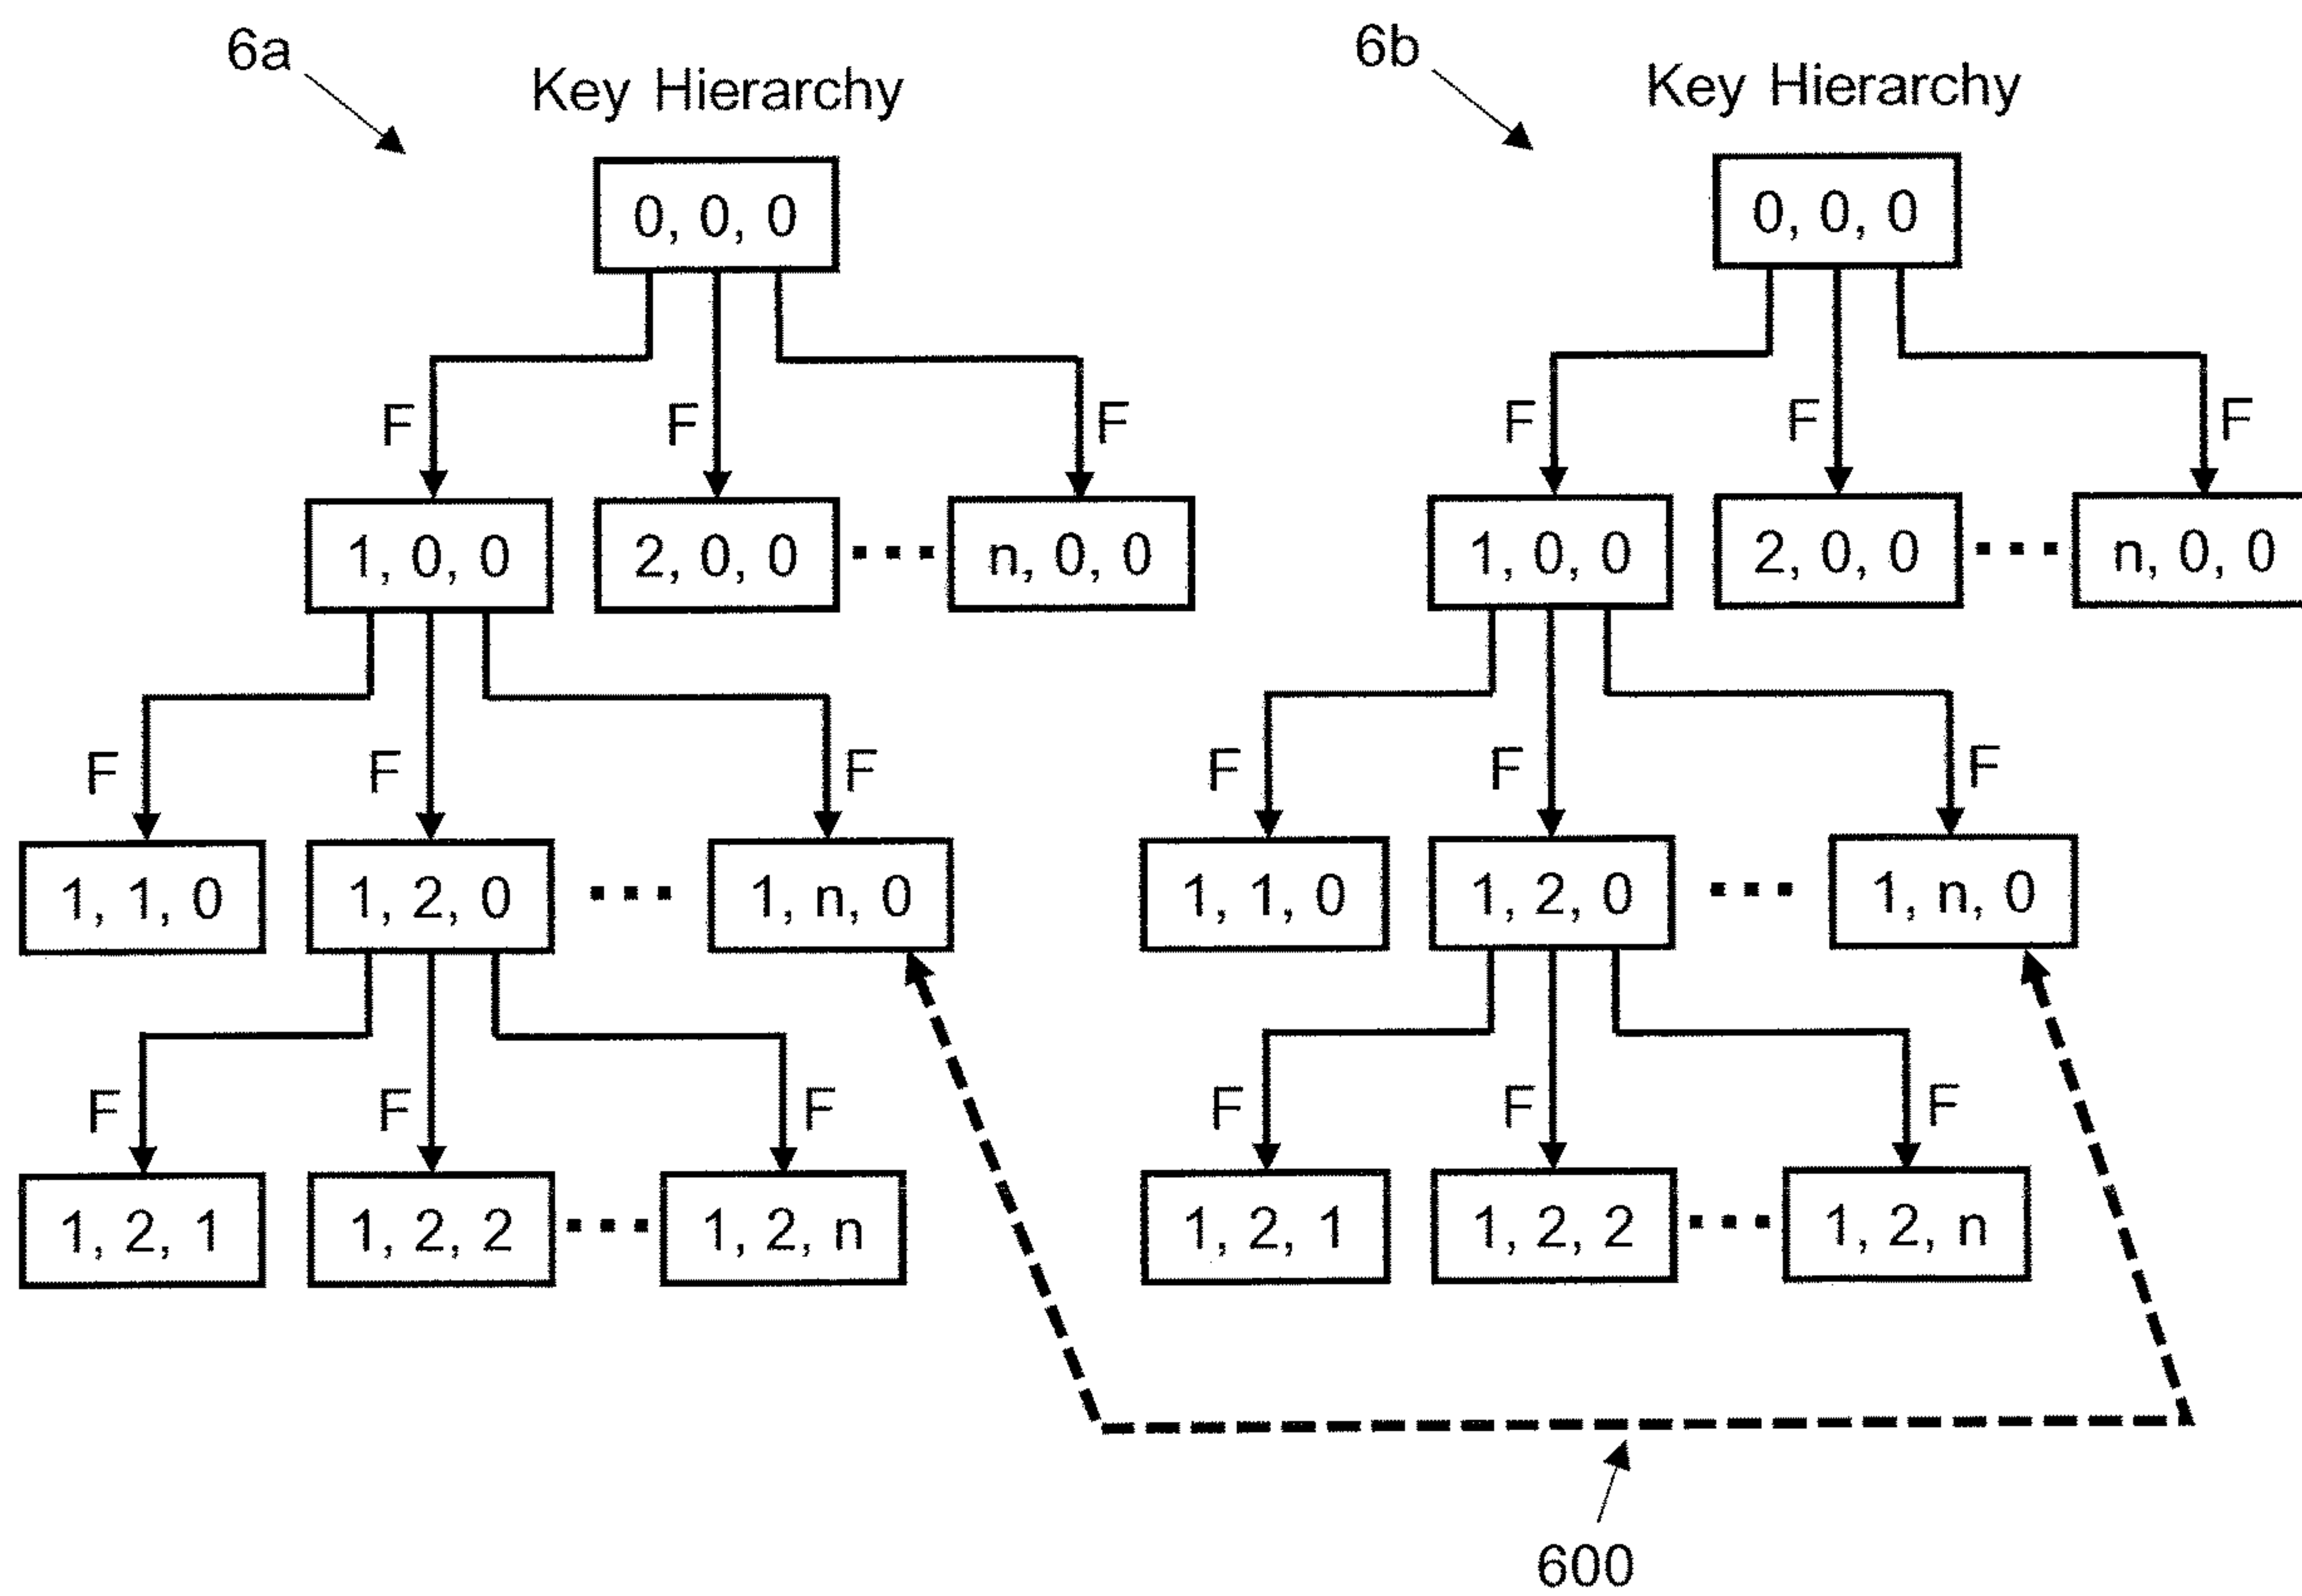 6a
Key Hierarchy
0, 0, 0
F
F
F
1, 0, 0
2, 0, 0
n, 0, 0
F
F
F
1, 1, 0
1, 2, 0
1, n, 0
F
F
F
1, 2, 1
1, 2, 2
1, 2, n
6b
Key Hierarchy
0, 0, 0
F
F
F
1, 0, 0
2, 0, 0
n, 0, 0
F
F
F
1, 1, 0
1, 2, 0
1, n, 0
F
F
F
1, 2, 1
1, 2, 2
1, 2, n
600